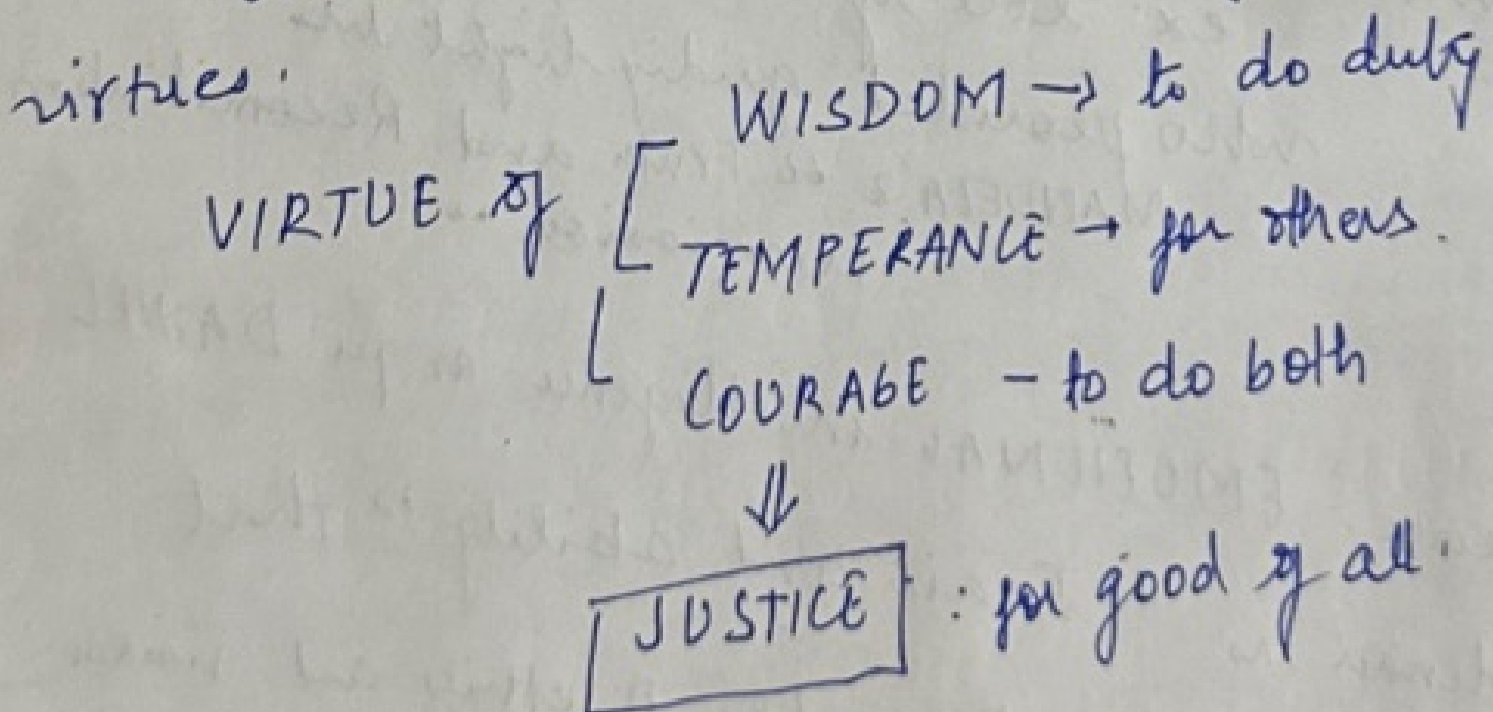 virtues.
WISDOM → to do duty
VIRTUE of
TEMPERANCE → for others.
COURAGE - to do both
⇓
JUSTICE : for good of all.